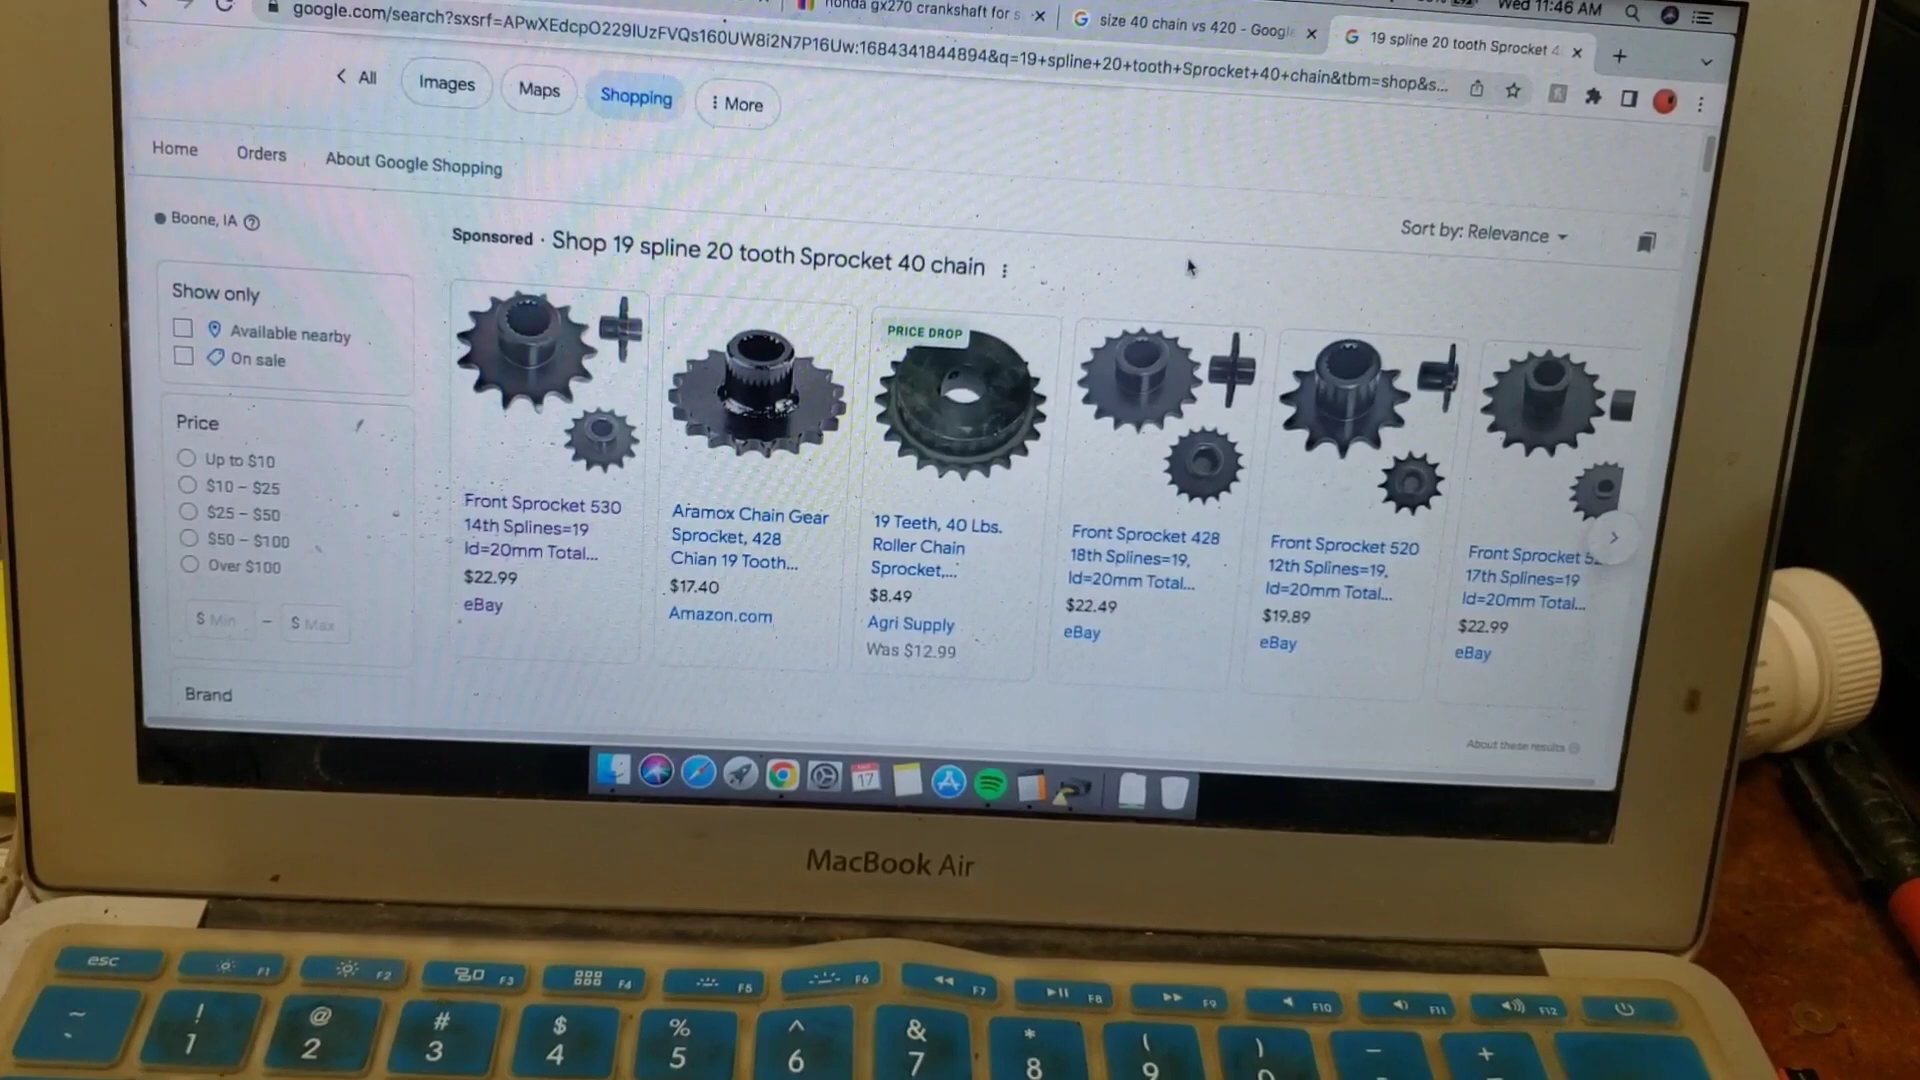 Wed 11:46 AM
honda gx270 crankshaft for s
size 40 chain vs 420 - Google
19 spline 20 tooth Sprocket 4
google.com/search?sxsrf=APwXEdcpO229IUzFVQs160UW8i2N7P16Uw:1684341844894&q=19+spline+20+tooth+Sprocket+40+chain&tbm=shop&s...
All
Images
Maps
Shopping
More
Home
Orders
About Google Shopping
Boone, IA
Sort by: Relevance
Sponsored · Shop 19 spline 20 tooth Sprocket 40 chain
Show only
Available nearby
On sale
Price
Up to $10
$10 – $25
$25 – $50
$50 – $100
Over $100
$ Min – $ Max
Brand
Front Sprocket 530
14th Splines=19
Id=20mm Total...
$22.99
eBay
Aramox Chain Gear
Sprocket, 428
Chian 19 Tooth...
$17.40
Amazon.com
PRICE DROP
19 Teeth, 40 Lbs.
Roller Chain
Sprocket,...
$8.49
Agri Supply
Was $12.99
Front Sprocket 428
18th Splines=19,
Id=20mm Total...
$22.49
eBay
Front Sprocket 520
12th Splines=19,
Id=20mm Total...
$19.89
eBay
Front Sprocket 5
17th Splines=19
Id=20mm Total...
$22.99
eBay
About these results
17
MacBook Air
esc F1 F2 F3 F4 F5 F6 F7 F8 F9 F10 F11 F12
~ ! @ # $ % ^ & * ( ) – +
` 1 2 3 4 5 6 7 8 9